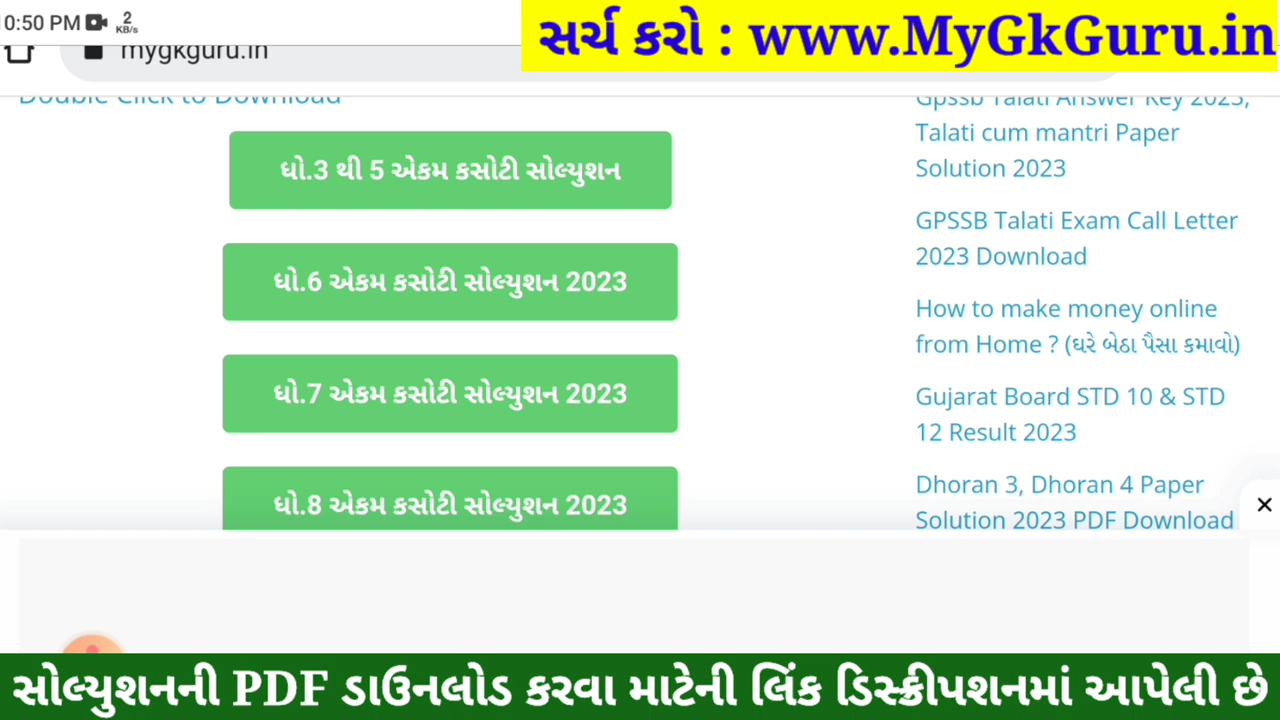 0:50 PM 2 KB/s
સર્ચ કરો : www.MyGkGuru.in
mygkguru.in
Double Click to Download
ધો.3 થી 5 એકમ કસોટી સોલ્યુશન
ધો.6 એકમ કસોટી સોલ્યુશન 2023
ધો.7 એકમ કસોટી સોલ્યુશન 2023
ધો.8 એકમ કસોટી સોલ્યુશન 2023
Gpssb Talati Answer Key 2023,
Talati cum mantri Paper
Solution 2023
GPSSB Talati Exam Call Letter
2023 Download
How to make money online
from Home ? (ઘરે બેઠા પૈસા કમાવો)
Gujarat Board STD 10 & STD
12 Result 2023
Dhoran 3, Dhoran 4 Paper
Solution 2023 PDF Download
સોલ્યુશનની PDF ડાઉનલોડ કરવા માટેની લિંક ડિસ્ક્રીપશનમાં આપેલી છે